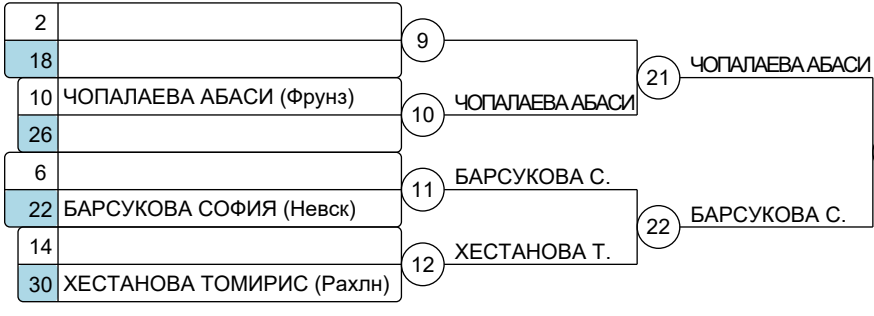 2
9
18
10 ЧОПАЛАЕВА АБАСИ (Фрунз)
10
ЧОПАЛАЕВА АБАСИ
26
21
ЧОПАЛАЕВА АБАСИ
6
11
БАРСУКОВА С.
22 БАРСУКОВА СОФИЯ (Невск)
14
12
ХЕСТАНОВА Т.
30 ХЕСТАНОВА ТОМИРИС (Рахлн)
22
БАРСУКОВА С.